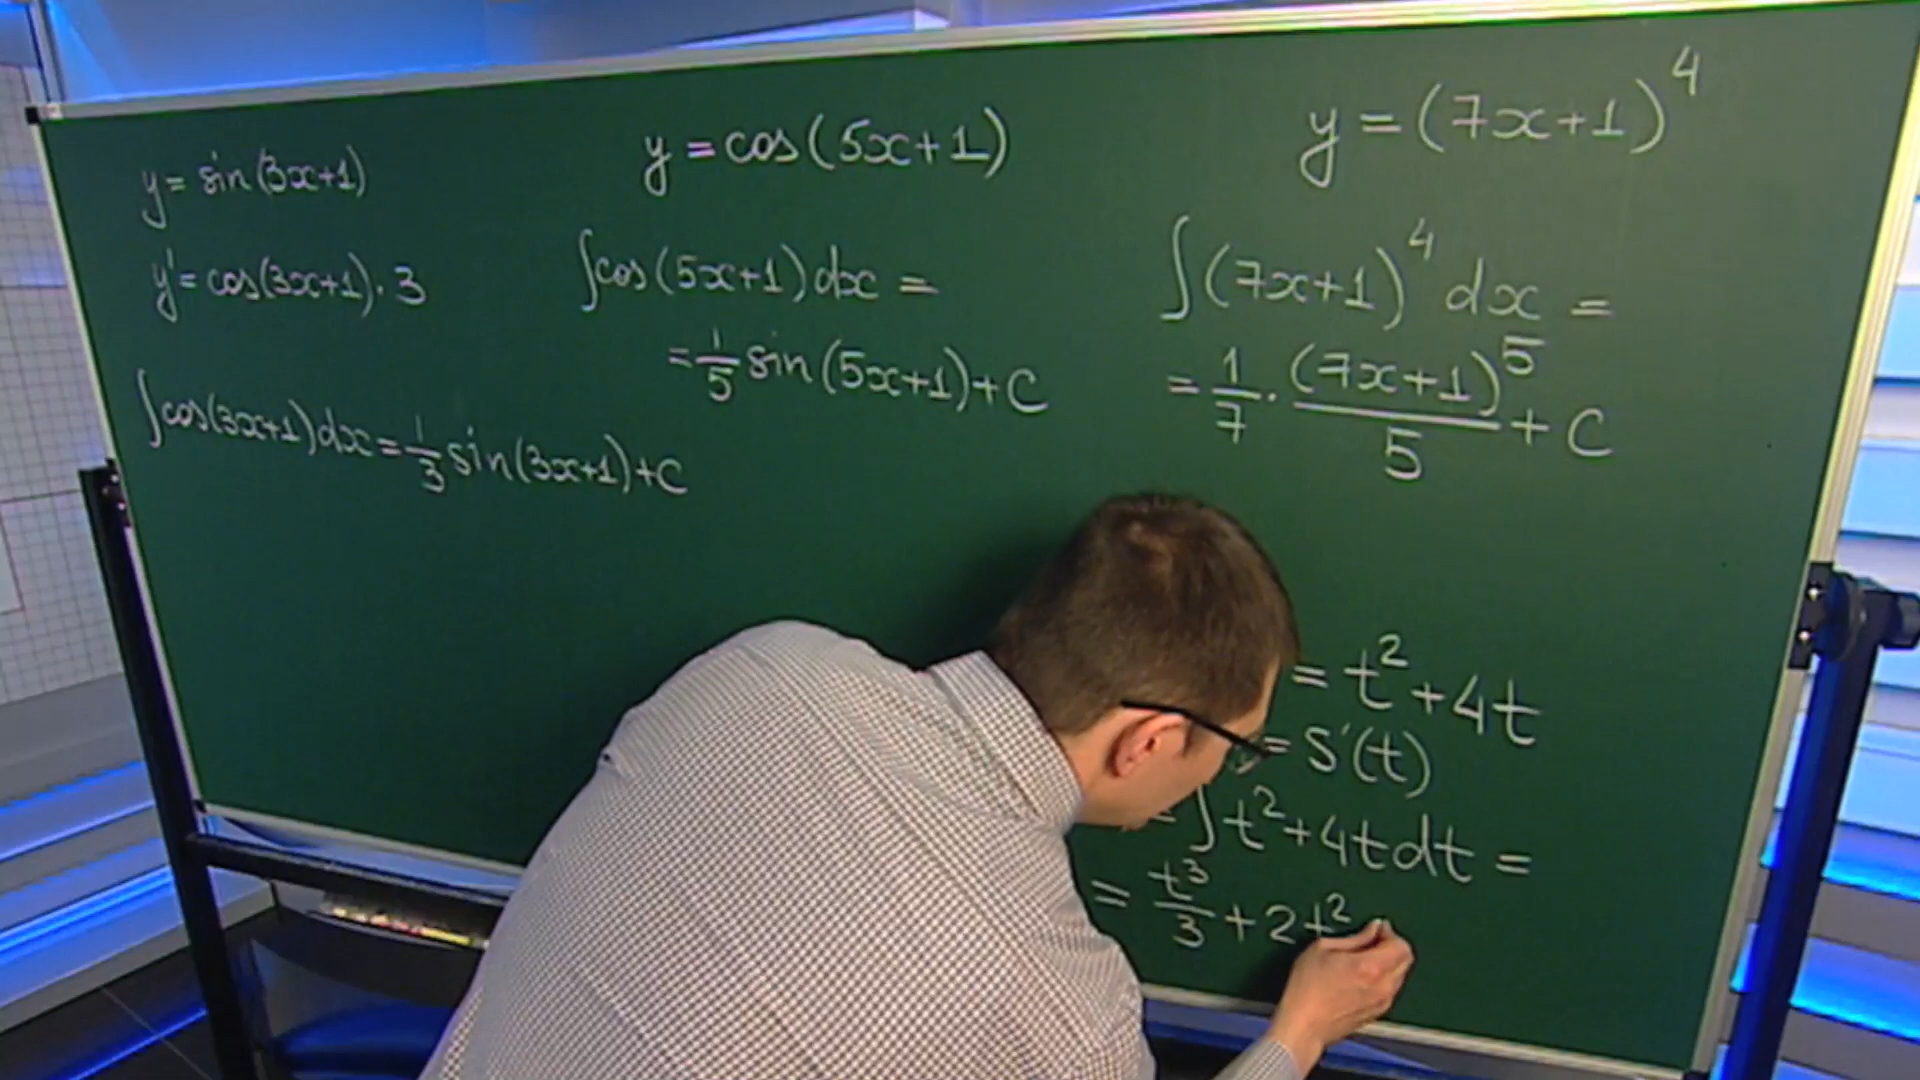 y = sin(3x+1)
y' = cos(3x+1) · 3
∫cos(3x+1)dx = 1/3 sin(3x+1) + C
y = cos(5x+1)
∫cos(5x+1)dx =
= 1/5 sin(5x+1) + C
y = (7x+1)^4
∫(7x+1)^4 dx =
= 1/7 · (7x+1)^5/5 + C
= t^2 + 4t
= S'(t)
= ∫t^2 + 4t dt =
= t^3/3 + 2t^2